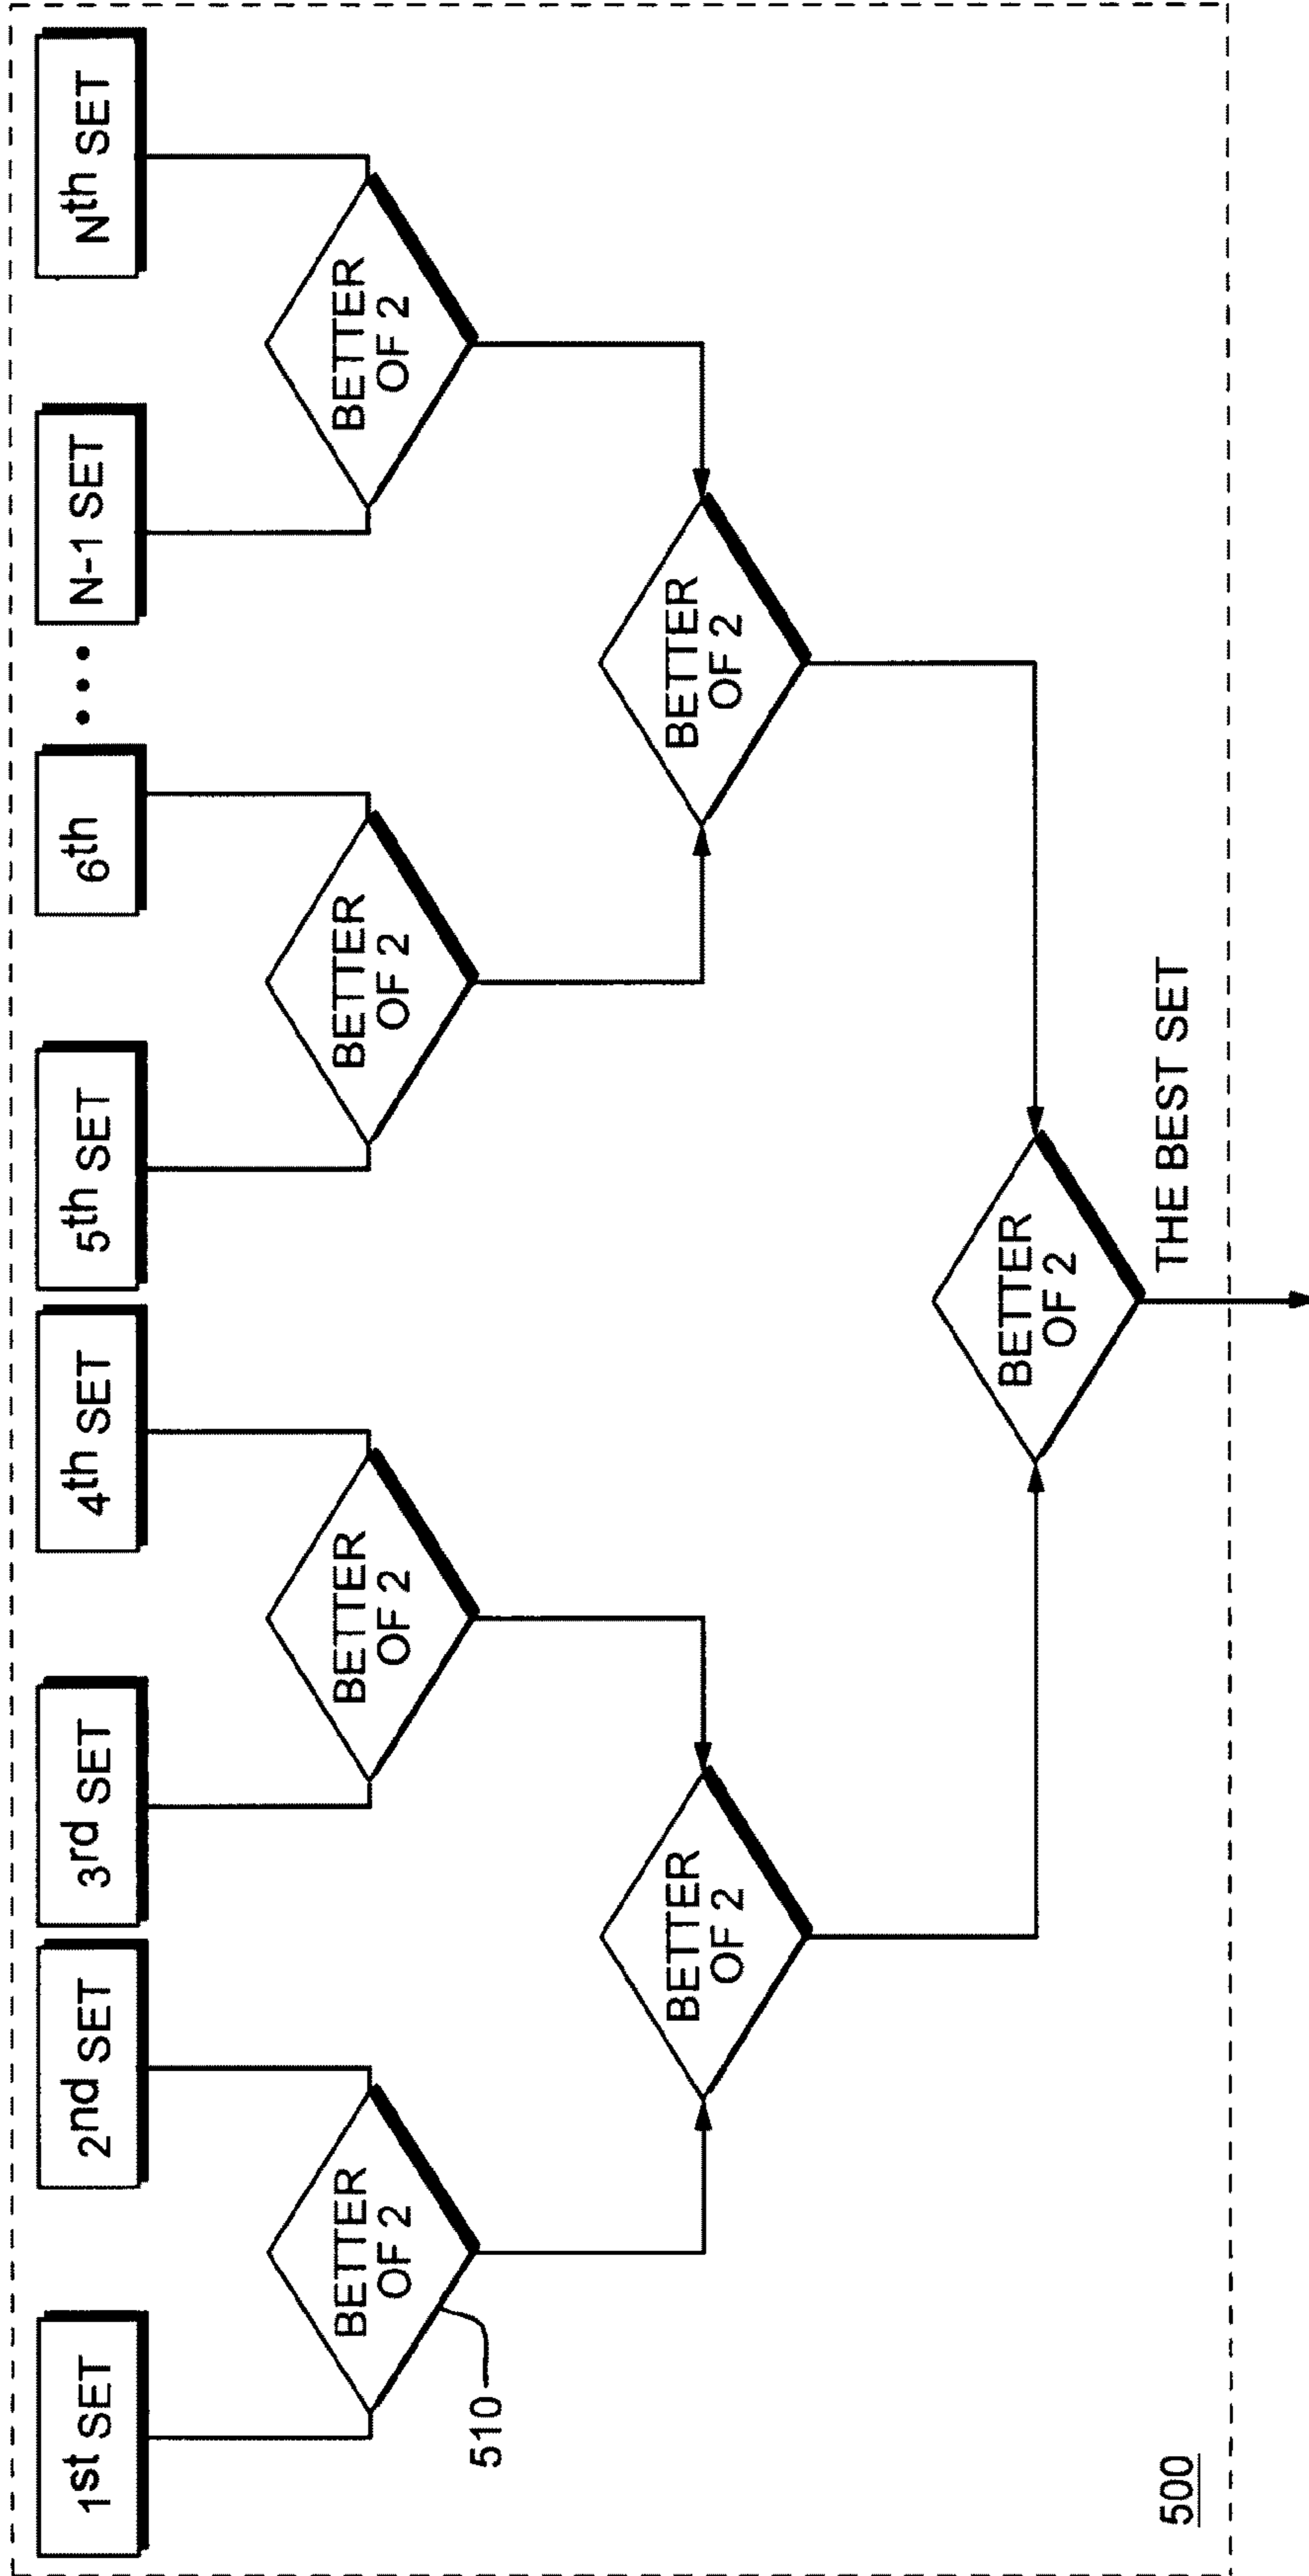 1st SET
2nd SET
3rd SET
4th SET
5th SET
6th
• • •
N-1 SET
Nth SET
BETTER
OF 2
BETTER
OF 2
BETTER
OF 2
BETTER
OF 2
510
BETTER
OF 2
BETTER
OF 2
BETTER
OF 2
THE BEST SET
500